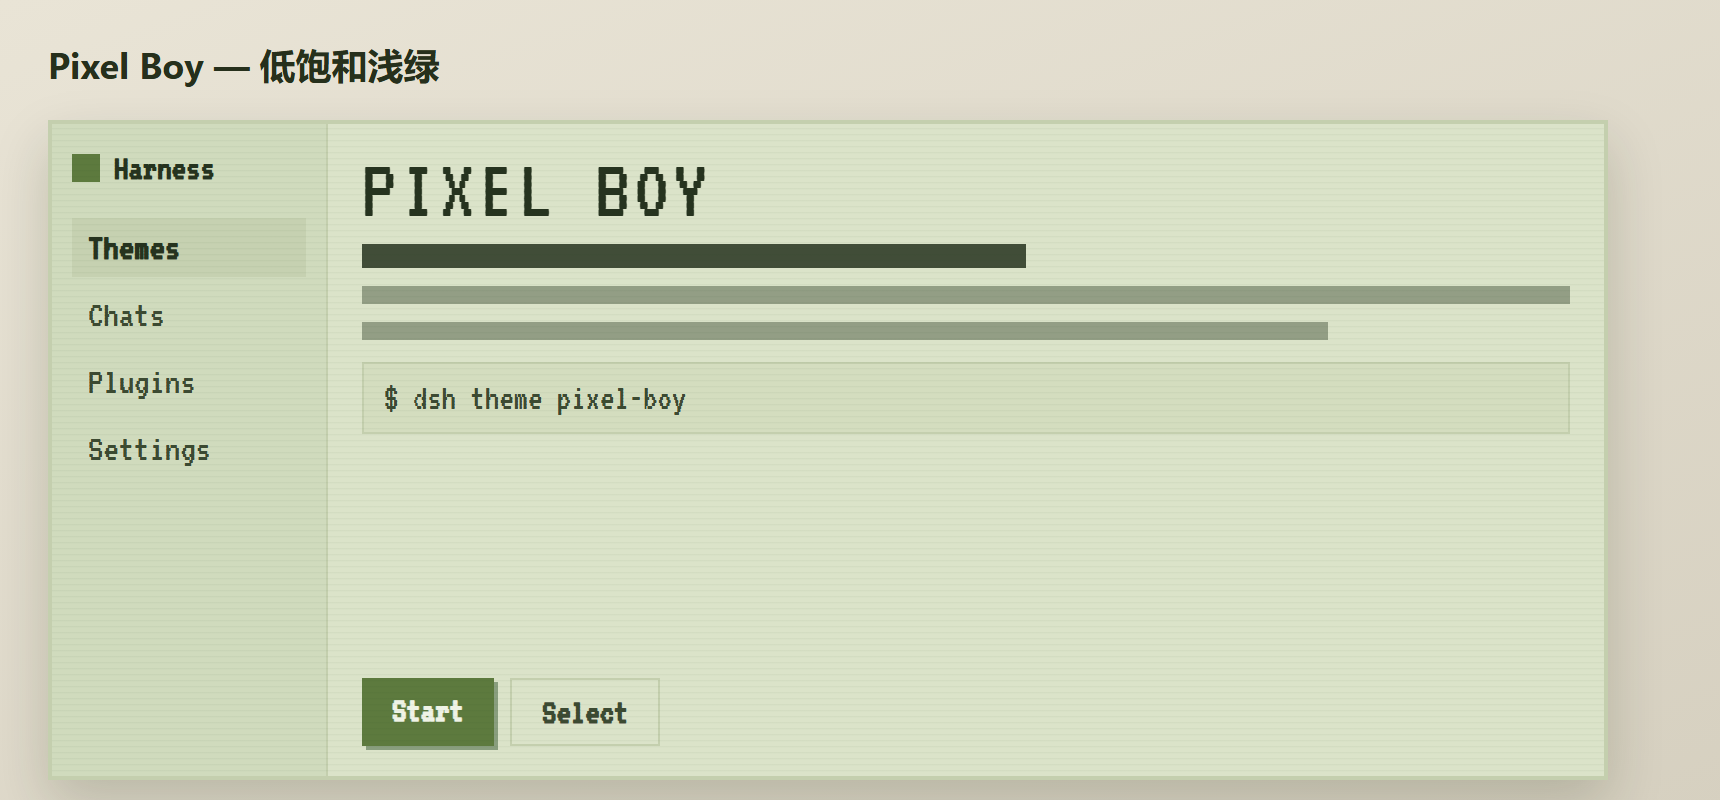 Pixel Boy — 低饱和浅绿
Harness
Themes
Chats
Plugins
Settings
PIXEL BOY
$ dsh theme pixel-boy
Start
Select